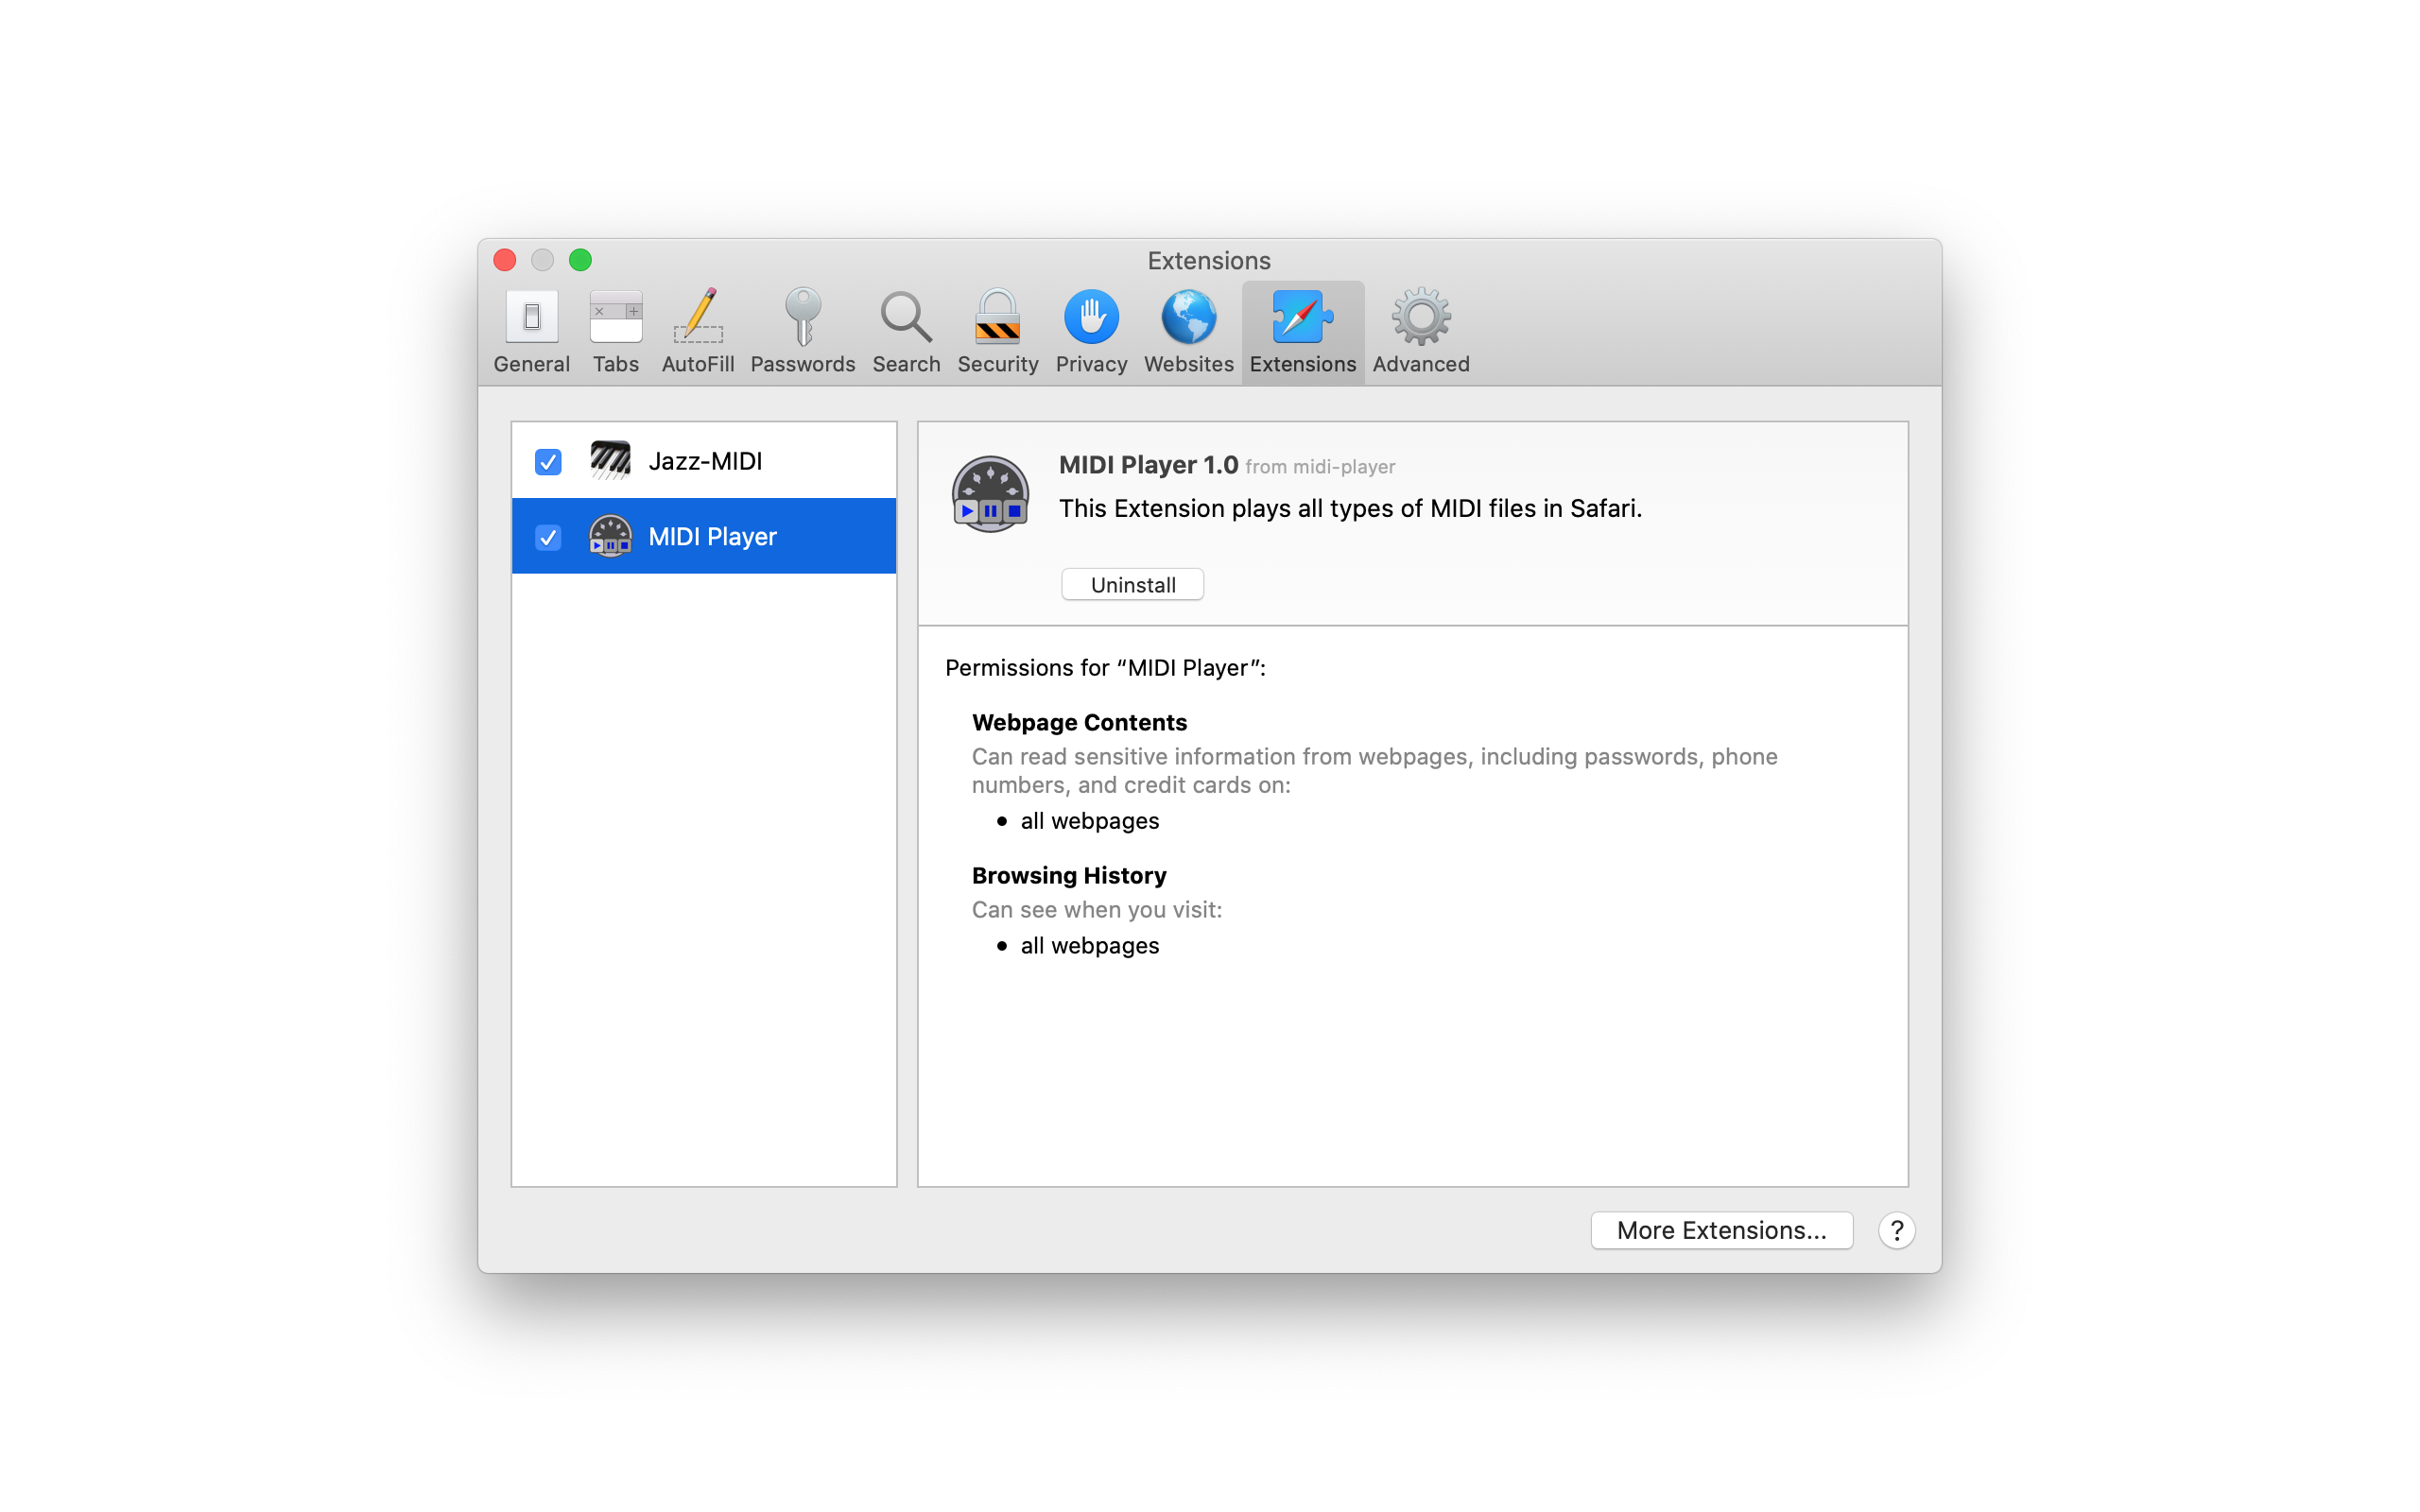 Extensions
General Tabs AutoFill Passwords Search Security Privacy Websites Extensions Advanced
Jazz-MIDI
MIDI Player
MIDI Player 1.0 from midi-player
This Extension plays all types of MIDI files in Safari.
Uninstall
Permissions for “MIDI Player”:
Webpage Contents
Can read sensitive information from webpages, including passwords, phone
numbers, and credit cards on:
• all webpages
Browsing History
Can see when you visit:
• all webpages
More Extensions... ?